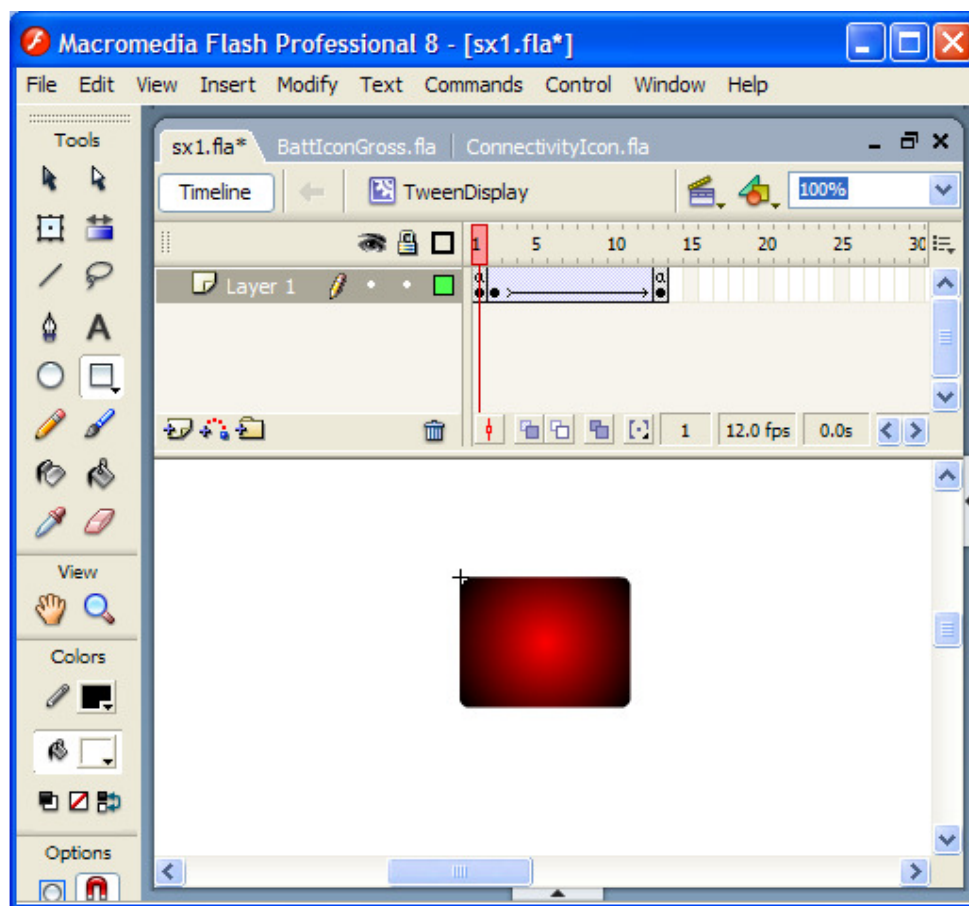 Macromedia Flash Professional 8 - [sx1.fla*]
File Edit View Insert Modify Text Commands Control Window Help
Tools
sx1.fla* BattIconGross.fla ConnectivityIcon.fla
Timeline TweenDisplay 100%
1 5 10 15 20 25 30
Layer 1
a a
A
1 12.0 fps 0.0s
View
Colors
Options